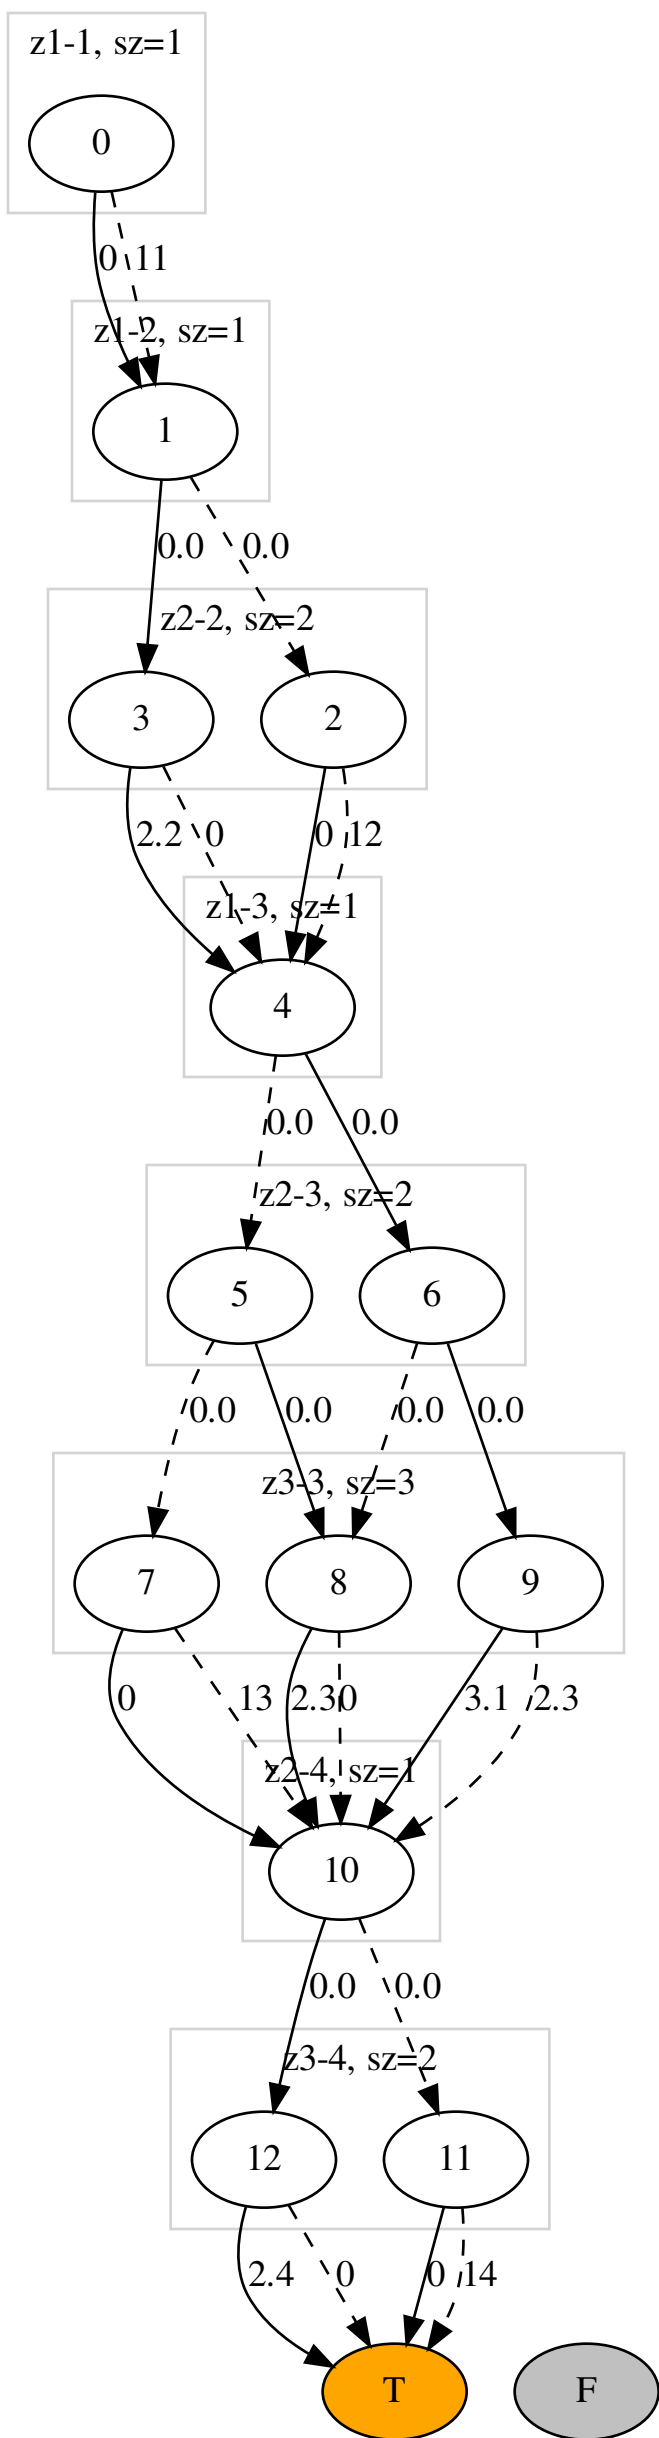 z1-1, sz=1
0
0 11
z1-2, sz=1
1
0.0 0.0
z2-2, sz=2
3 2
2.2 0 0 12
z1-3, sz=1
4
0.0 0.0
z2-3, sz=2
5 6
0.0 0.0 0.0 0.0
z3-3, sz=3
7 8 9
0 13 2.3 0 3.1 2.3
z2-4, sz=1
10
0.0 0.0
z3-4, sz=2
12 11
2.4 0 0 14
T F